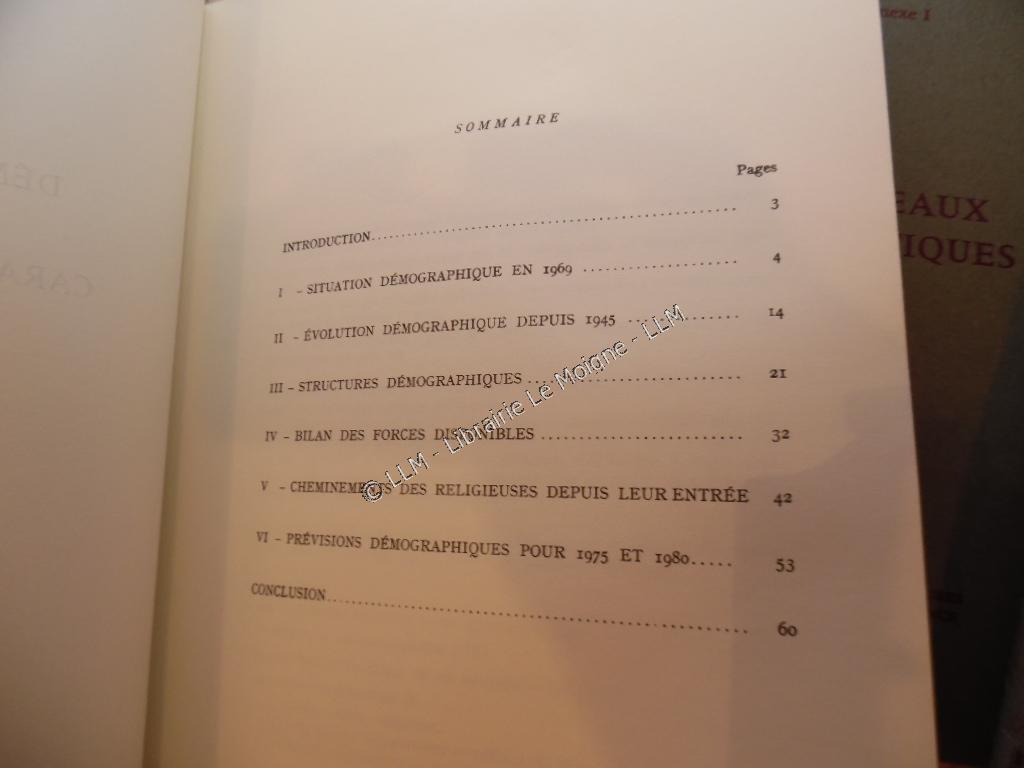 SOMMAIRE
Pages
INTRODUCTION 3
I - SITUATION DÉMOGRAPHIQUE EN 1969 4
II - ÉVOLUTION DÉMOGRAPHIQUE DEPUIS 1945 14
III - STRUCTURES DÉMOGRAPHIQUES 21
IV - BILAN DES FORCES DISPONIBLES 32
V - CHEMINEMENTS DES RELIGIEUSES DEPUIS LEUR ENTRÉE 42
VI - PRÉVISIONS DÉMOGRAPHIQUES POUR 1975 ET 1980 53
CONCLUSION 60
© LLM - Librairie Le Moigne - LLM
nexe I
EAUX
IQUES